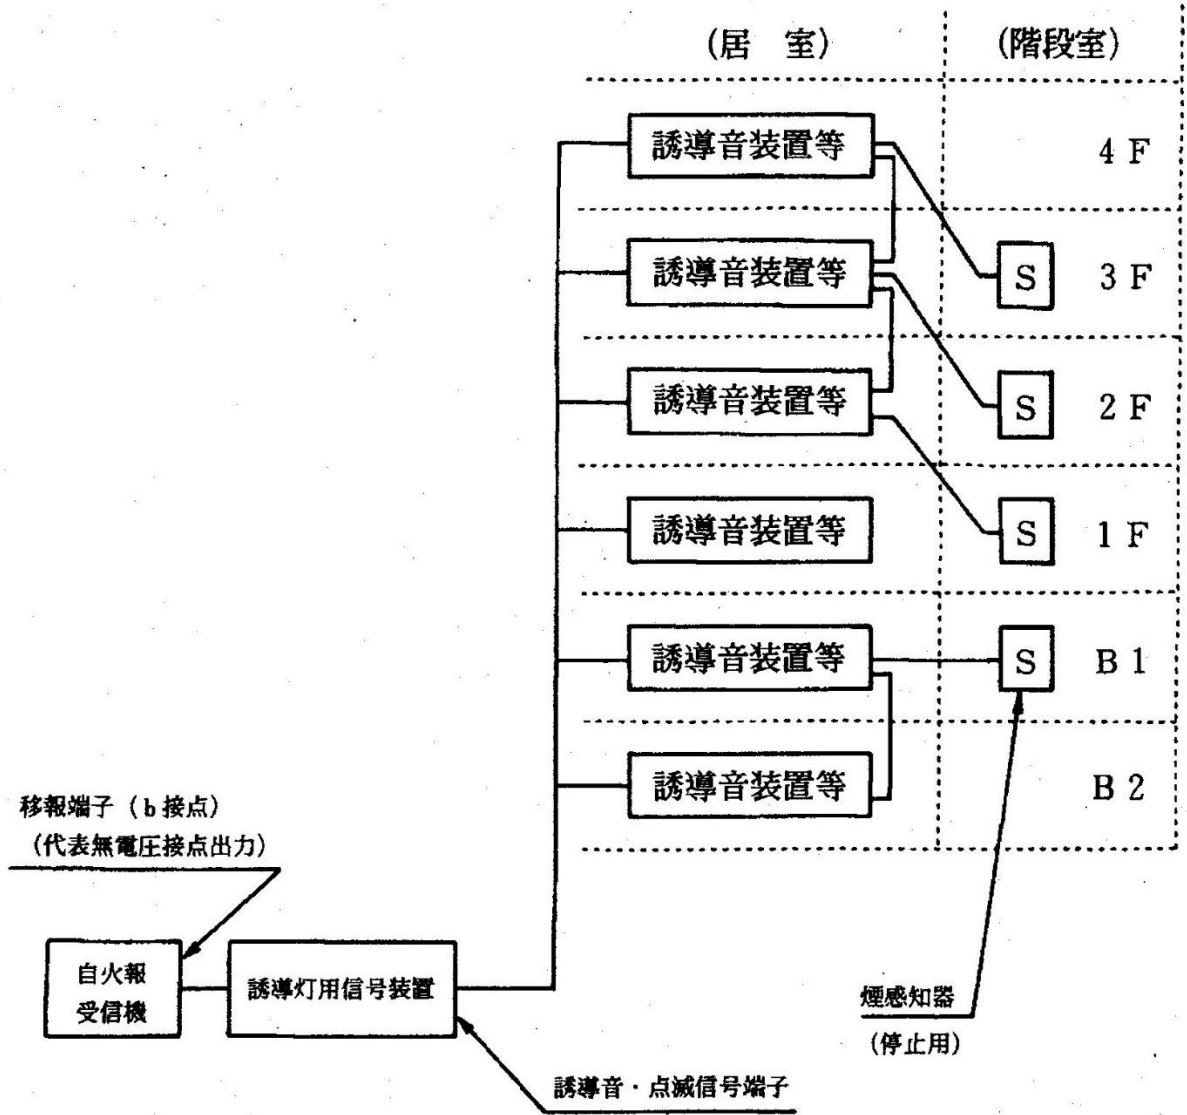 (居 室) (階段室)
誘導音装置等 4 F
誘導音装置等 S 3 F
誘導音装置等 S 2 F
誘導音装置等 S 1 F
誘導音装置等 S B 1
誘導音装置等 B 2
移報端子 (b接点)
(代表無電圧接点出力)
自火報
受信機
誘導灯用信号装置
煙感知器
(停止用)
誘導音・点滅信号端子